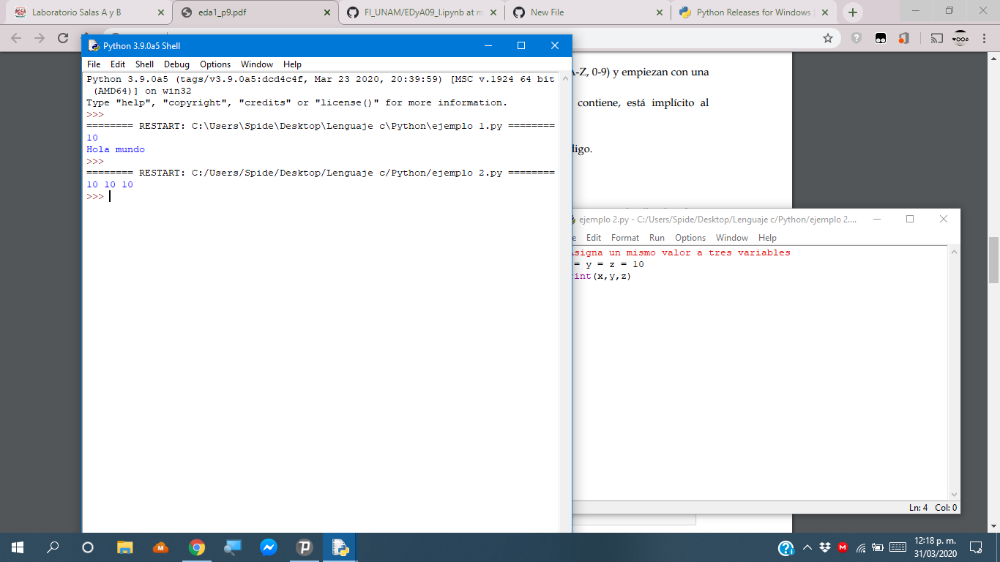 Laboratorio Salas A y B
eda1_p9.pdf
FI_UNAM/EDyA09_I.ipynb at m
New File
Python Releases for Windows
Python 3.9.0a5 Shell
File Edit Shell Debug Options Window Help
Python 3.9.0a5 (tags/v3.9.0a5:dcd4c4f, Mar 23 2020, 20:39:59) [MSC v.1924 64 bit
(AMD64)] on win32
Type "help", "copyright", "credits" or "license()" for more information.
>>>
======== RESTART: C:\Users\Spide\Desktop\Lenguaje c\Python\ejemplo 1.py ========
10
Hola mundo
>>>
======== RESTART: C:/Users/Spide/Desktop/Lenguaje c/Python/ejemplo 2.py ========
10 10 10
>>>
A-Z, 0-9) y empiezan con una
contiene, está implícito al
digo.
ejemplo 2.py - C:/Users/Spide/Desktop/Lenguaje c/Python/ejemplo 2....
e Edit Format Run Options Window Help
signa un mismo valor a tres variables
= y = z = 10
int(x,y,z)
Ln: 4 Col: 0
12:18 p. m.
31/03/2020